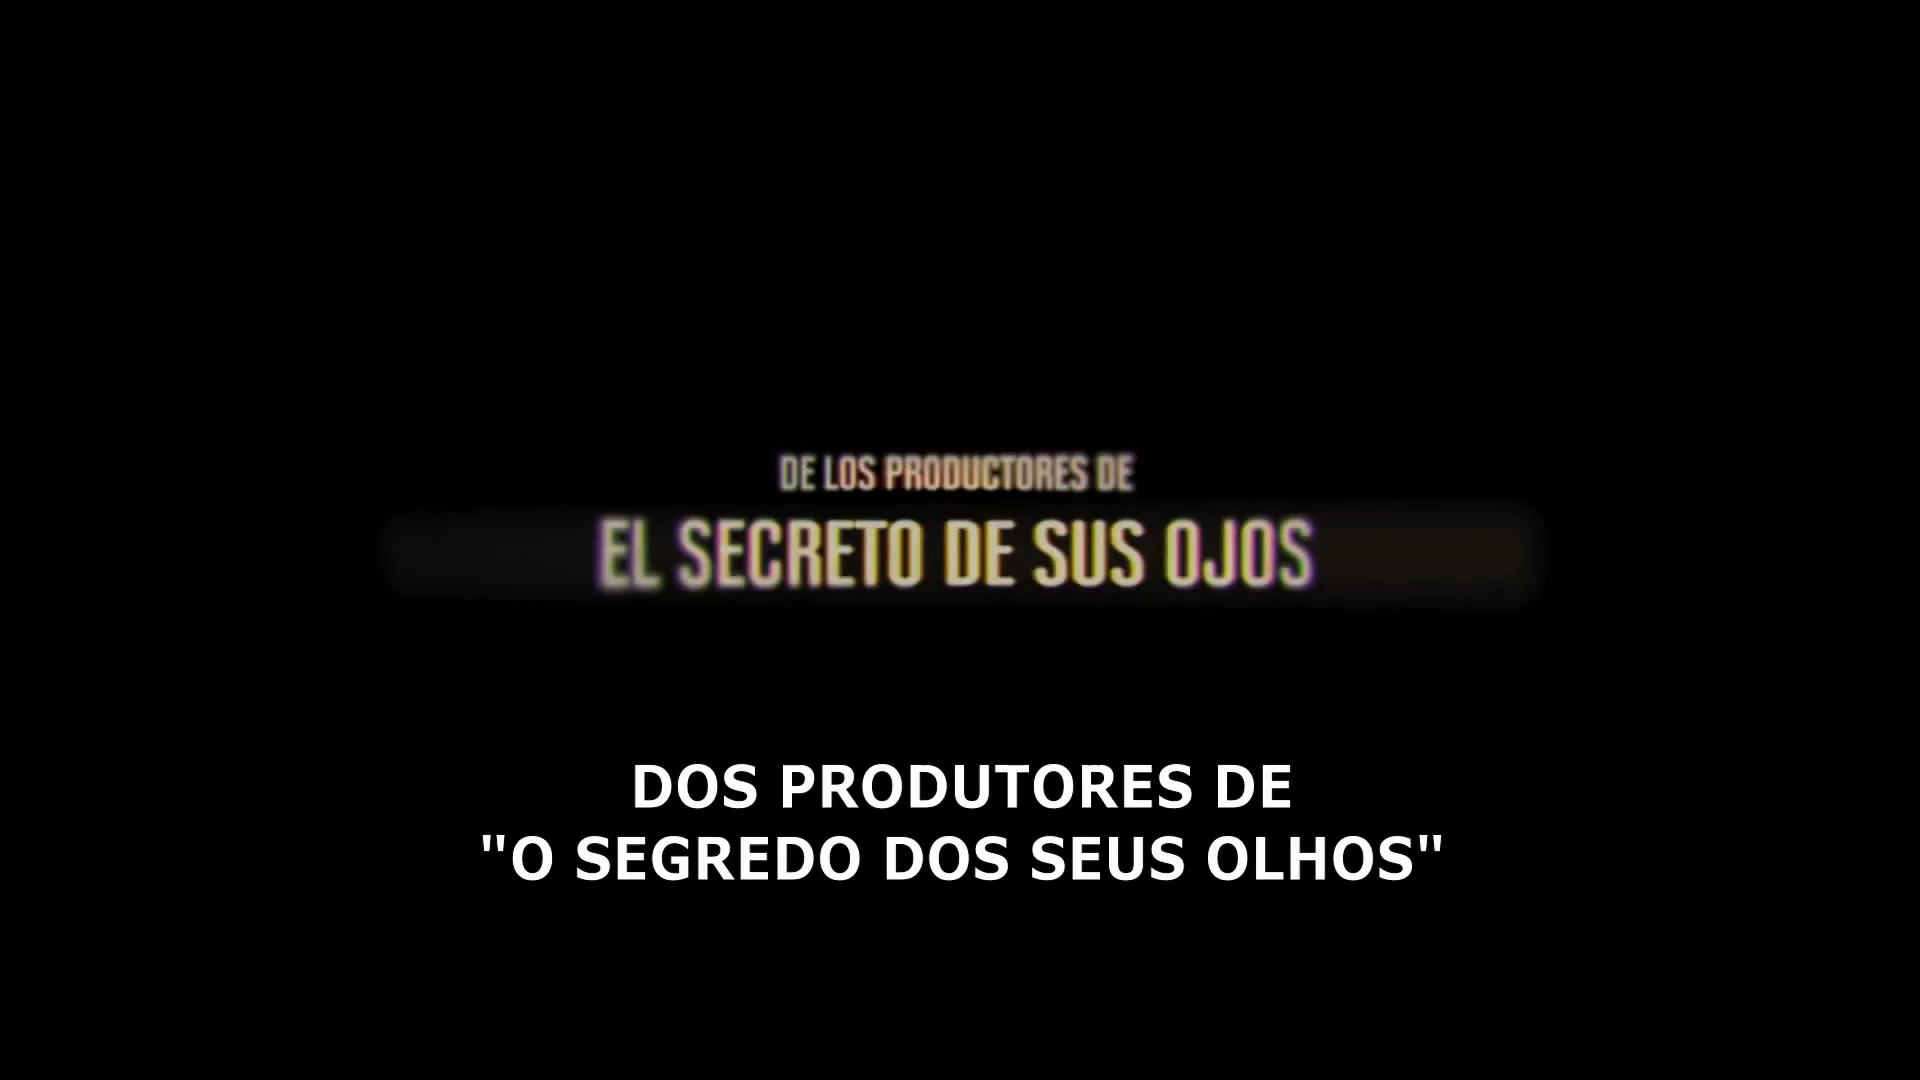 DE LOS PRODUCTORES DE
EL SECRETO DE SUS OJOS
DOS PRODUTORES DE
"O SEGREDO DOS SEUS OLHOS"